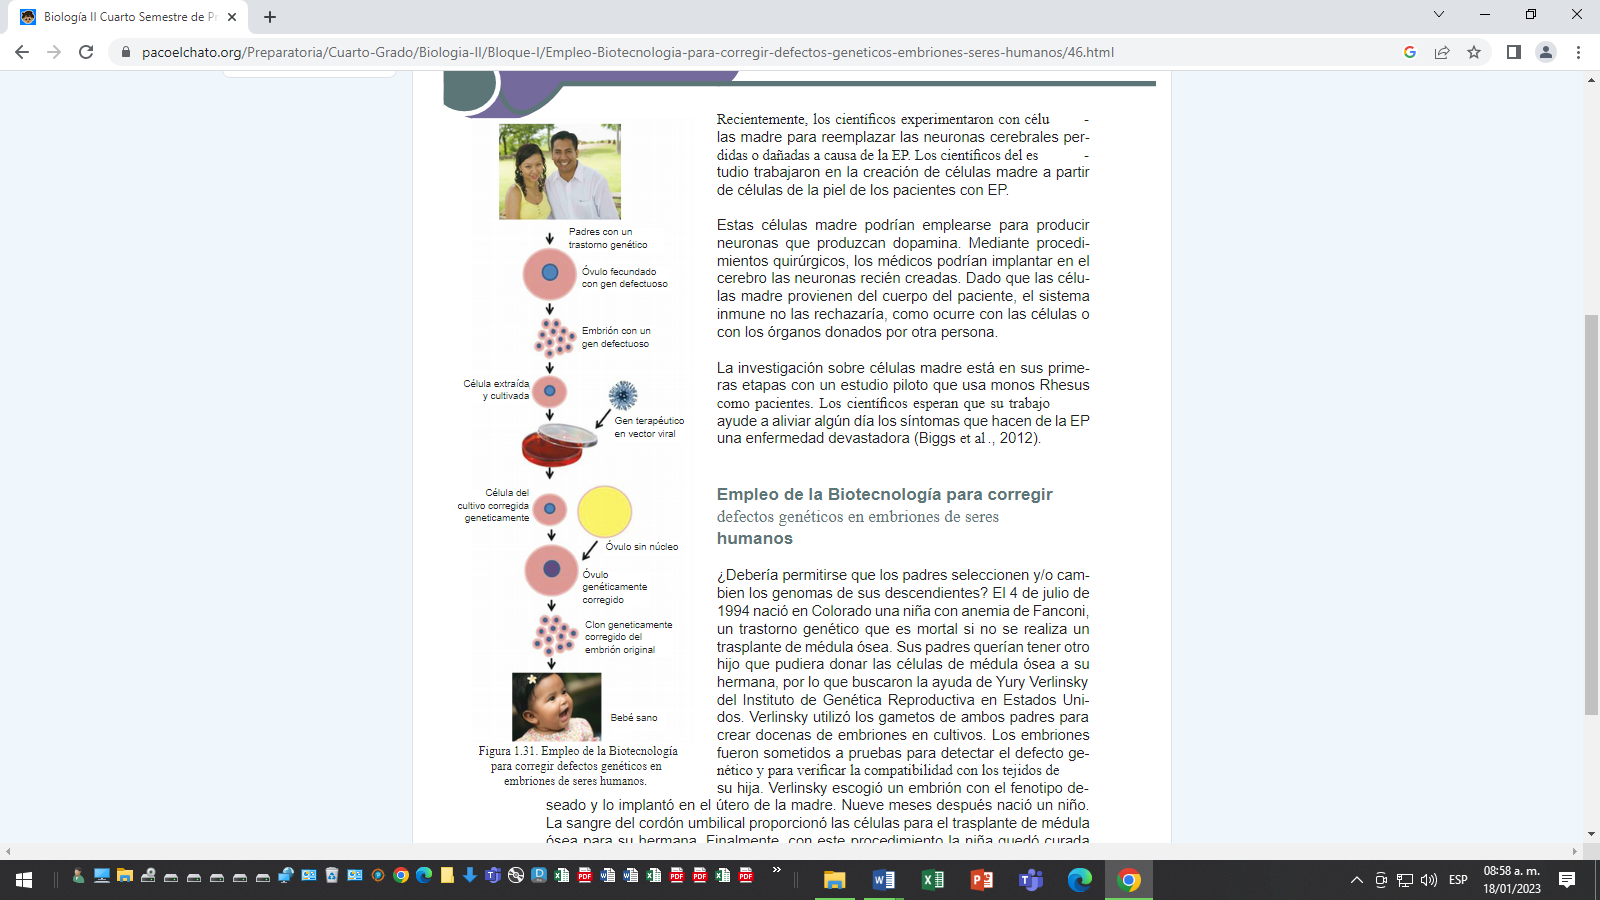 Biología II Cuarto Semestre de Pr
pacoelchato.org/Preparatoria/Cuarto-Grado/Biologia-II/Bloque-I/Empleo-Biotecnologia-para-corregir-defectos-geneticos-embriones-seres-humanos/46.html
Padres con un
trastorno genético
Óvulo fecundado
con gen defectuoso
Embrión con un
gen defectuoso
Célula extraída
y cultivada
Gen terapéutico
en vector viral
Célula del
cultivo corregida
geneticamente
Óvulo sin núcleo
Óvulo
genéticamente
corregido
Clon geneticamente
corregido del
embrión original
Bebé sano
Figura 1.31. Empleo de la Biotecnología
para corregir defectos genéticos en
embriones de seres humanos.
Recientemente, los científicos experimentaron con célu -
las madre para reemplazar las neuronas cerebrales per-
didas o dañadas a causa de la EP. Los científicos del es -
tudio trabajaron en la creación de células madre a partir
de células de la piel de los pacientes con EP.
Estas células madre podrían emplearse para producir
neuronas que produzcan dopamina. Mediante procedi-
mientos quirúrgicos, los médicos podrían implantar en el
cerebro las neuronas recién creadas. Dado que las célu-
las madre provienen del cuerpo del paciente, el sistema
inmune no las rechazaría, como ocurre con las células o
con los órganos donados por otra persona.
La investigación sobre células madre está en sus prime-
ras etapas con un estudio piloto que usa monos Rhesus
como pacientes. Los científicos esperan que su trabajo
ayude a aliviar algún día los síntomas que hacen de la EP
una enfermedad devastadora (Biggs et al ., 2012).
Empleo de la Biotecnología para corregir
defectos genéticos en embriones de seres
humanos
¿Debería permitirse que los padres seleccionen y/o cam-
bien los genomas de sus descendientes? El 4 de julio de
1994 nació en Colorado una niña con anemia de Fanconi,
un trastorno genético que es mortal si no se realiza un
trasplante de médula ósea. Sus padres querían tener otro
hijo que pudiera donar las células de médula ósea a su
hermana, por lo que buscaron la ayuda de Yury Verlinsky
del Instituto de Genética Reproductiva en Estados Uni-
dos. Verlinsky utilizó los gametos de ambos padres para
crear docenas de embriones en cultivos. Los embriones
fueron sometidos a pruebas para detectar el defecto ge-
nético y para verificar la compatibilidad con los tejidos de
su hija. Verlinsky escogió un embrión con el fenotipo de-
seado y lo implantó en el útero de la madre. Nueve meses después nació un niño.
La sangre del cordón umbilical proporcionó las células para el trasplante de médula
ósea para su hermana. Finalmente, con este procedimiento la niña quedó curada
ESP
08:58 a. m.
18/01/2023